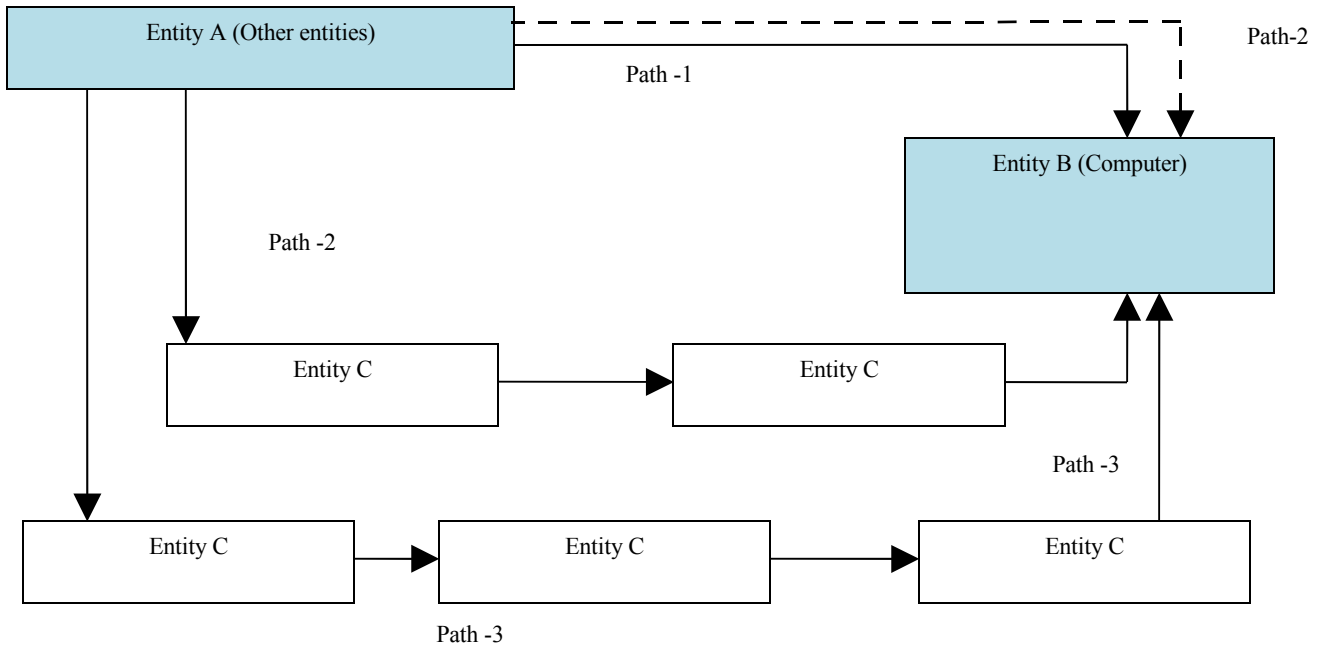 Entity A (Other entities)
Path-2
Path -1
Entity B (Computer)
Path -2
Entity C
Entity C
Path -3
Entity C
Entity C
Entity C
Path -3